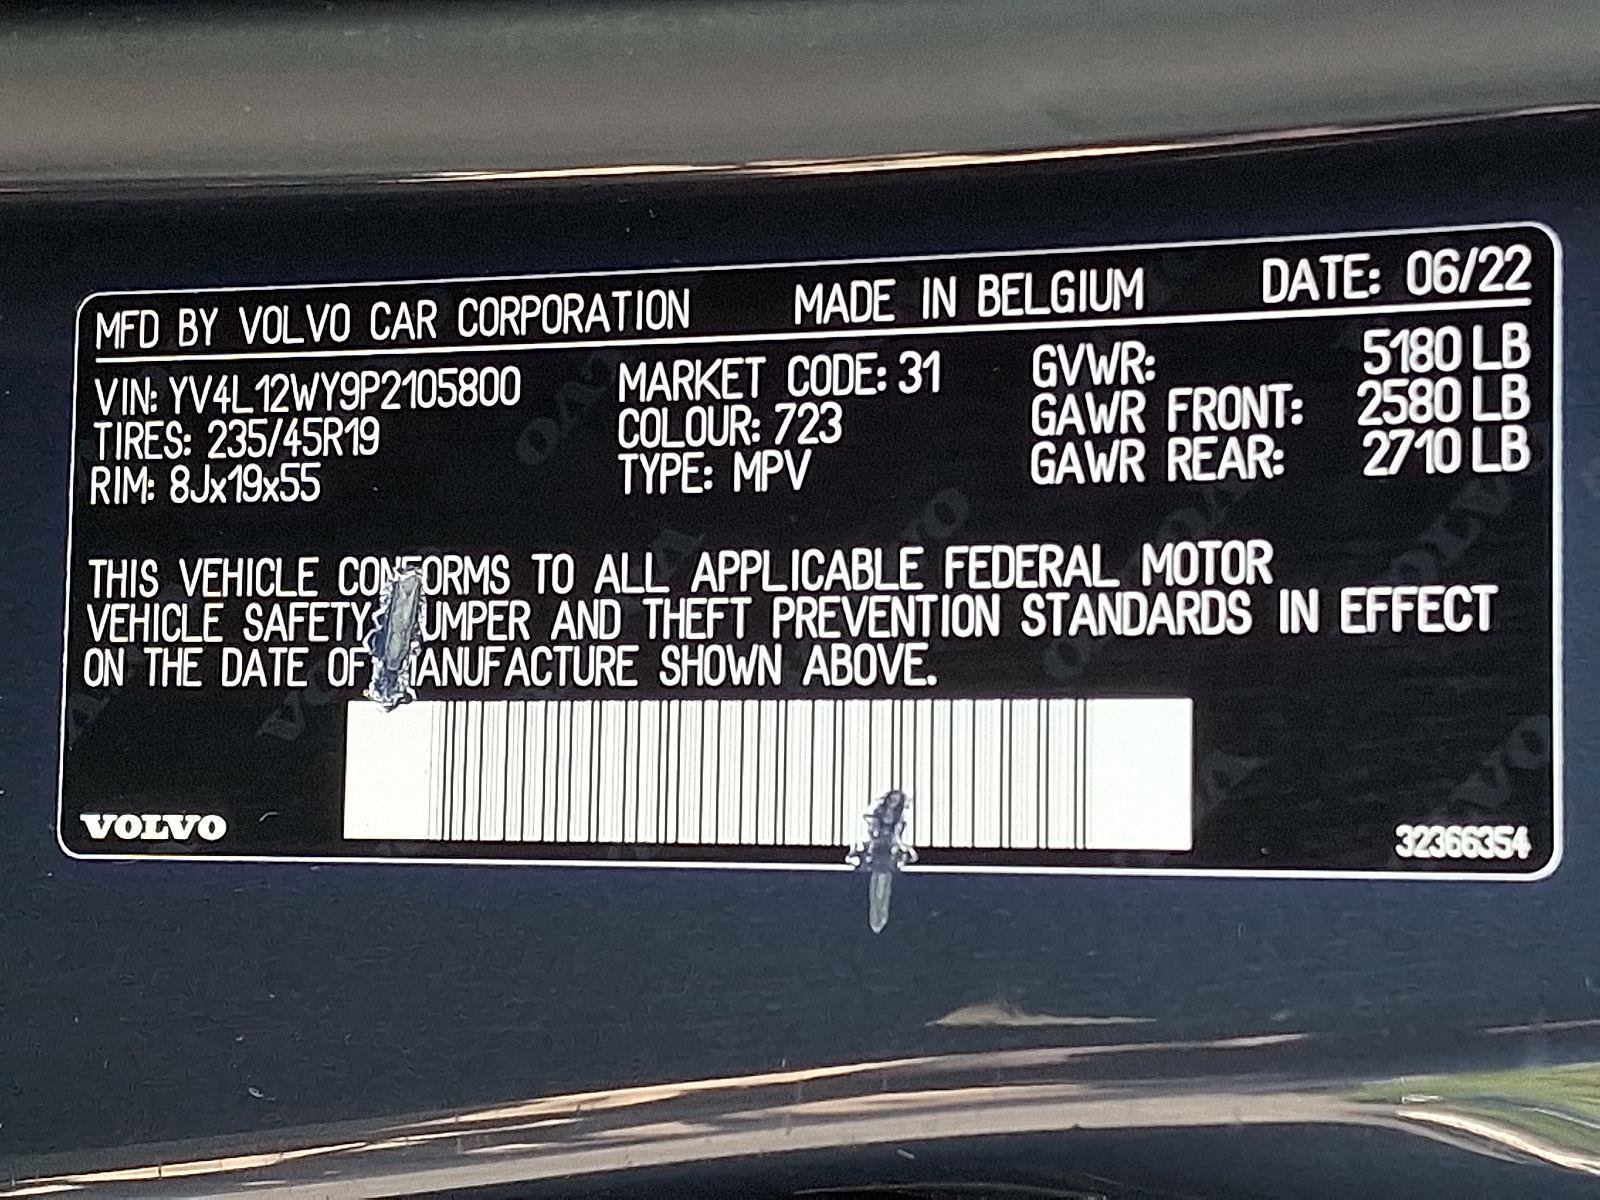 MFD BY VOLVO CAR CORPORATION MADE IN BELGIUM DATE: 06/22
VIN: YV4L12WY9P2105800 MARKET CODE: 31 GVWR: 5180 LB
TIRES: 235/45R19 COLOUR: 723 GAWR FRONT: 2580 LB
RIM: 8Jx19x55 TYPE: MPV GAWR REAR: 2710 LB
THIS VEHICLE CONFORMS TO ALL APPLICABLE FEDERAL MOTOR
VEHICLE SAFETY UMPER AND THEFT PREVENTION STANDARDS IN EFFECT
ON THE DATE OF ANUFACTURE SHOWN ABOVE.
VOLVO 32366354